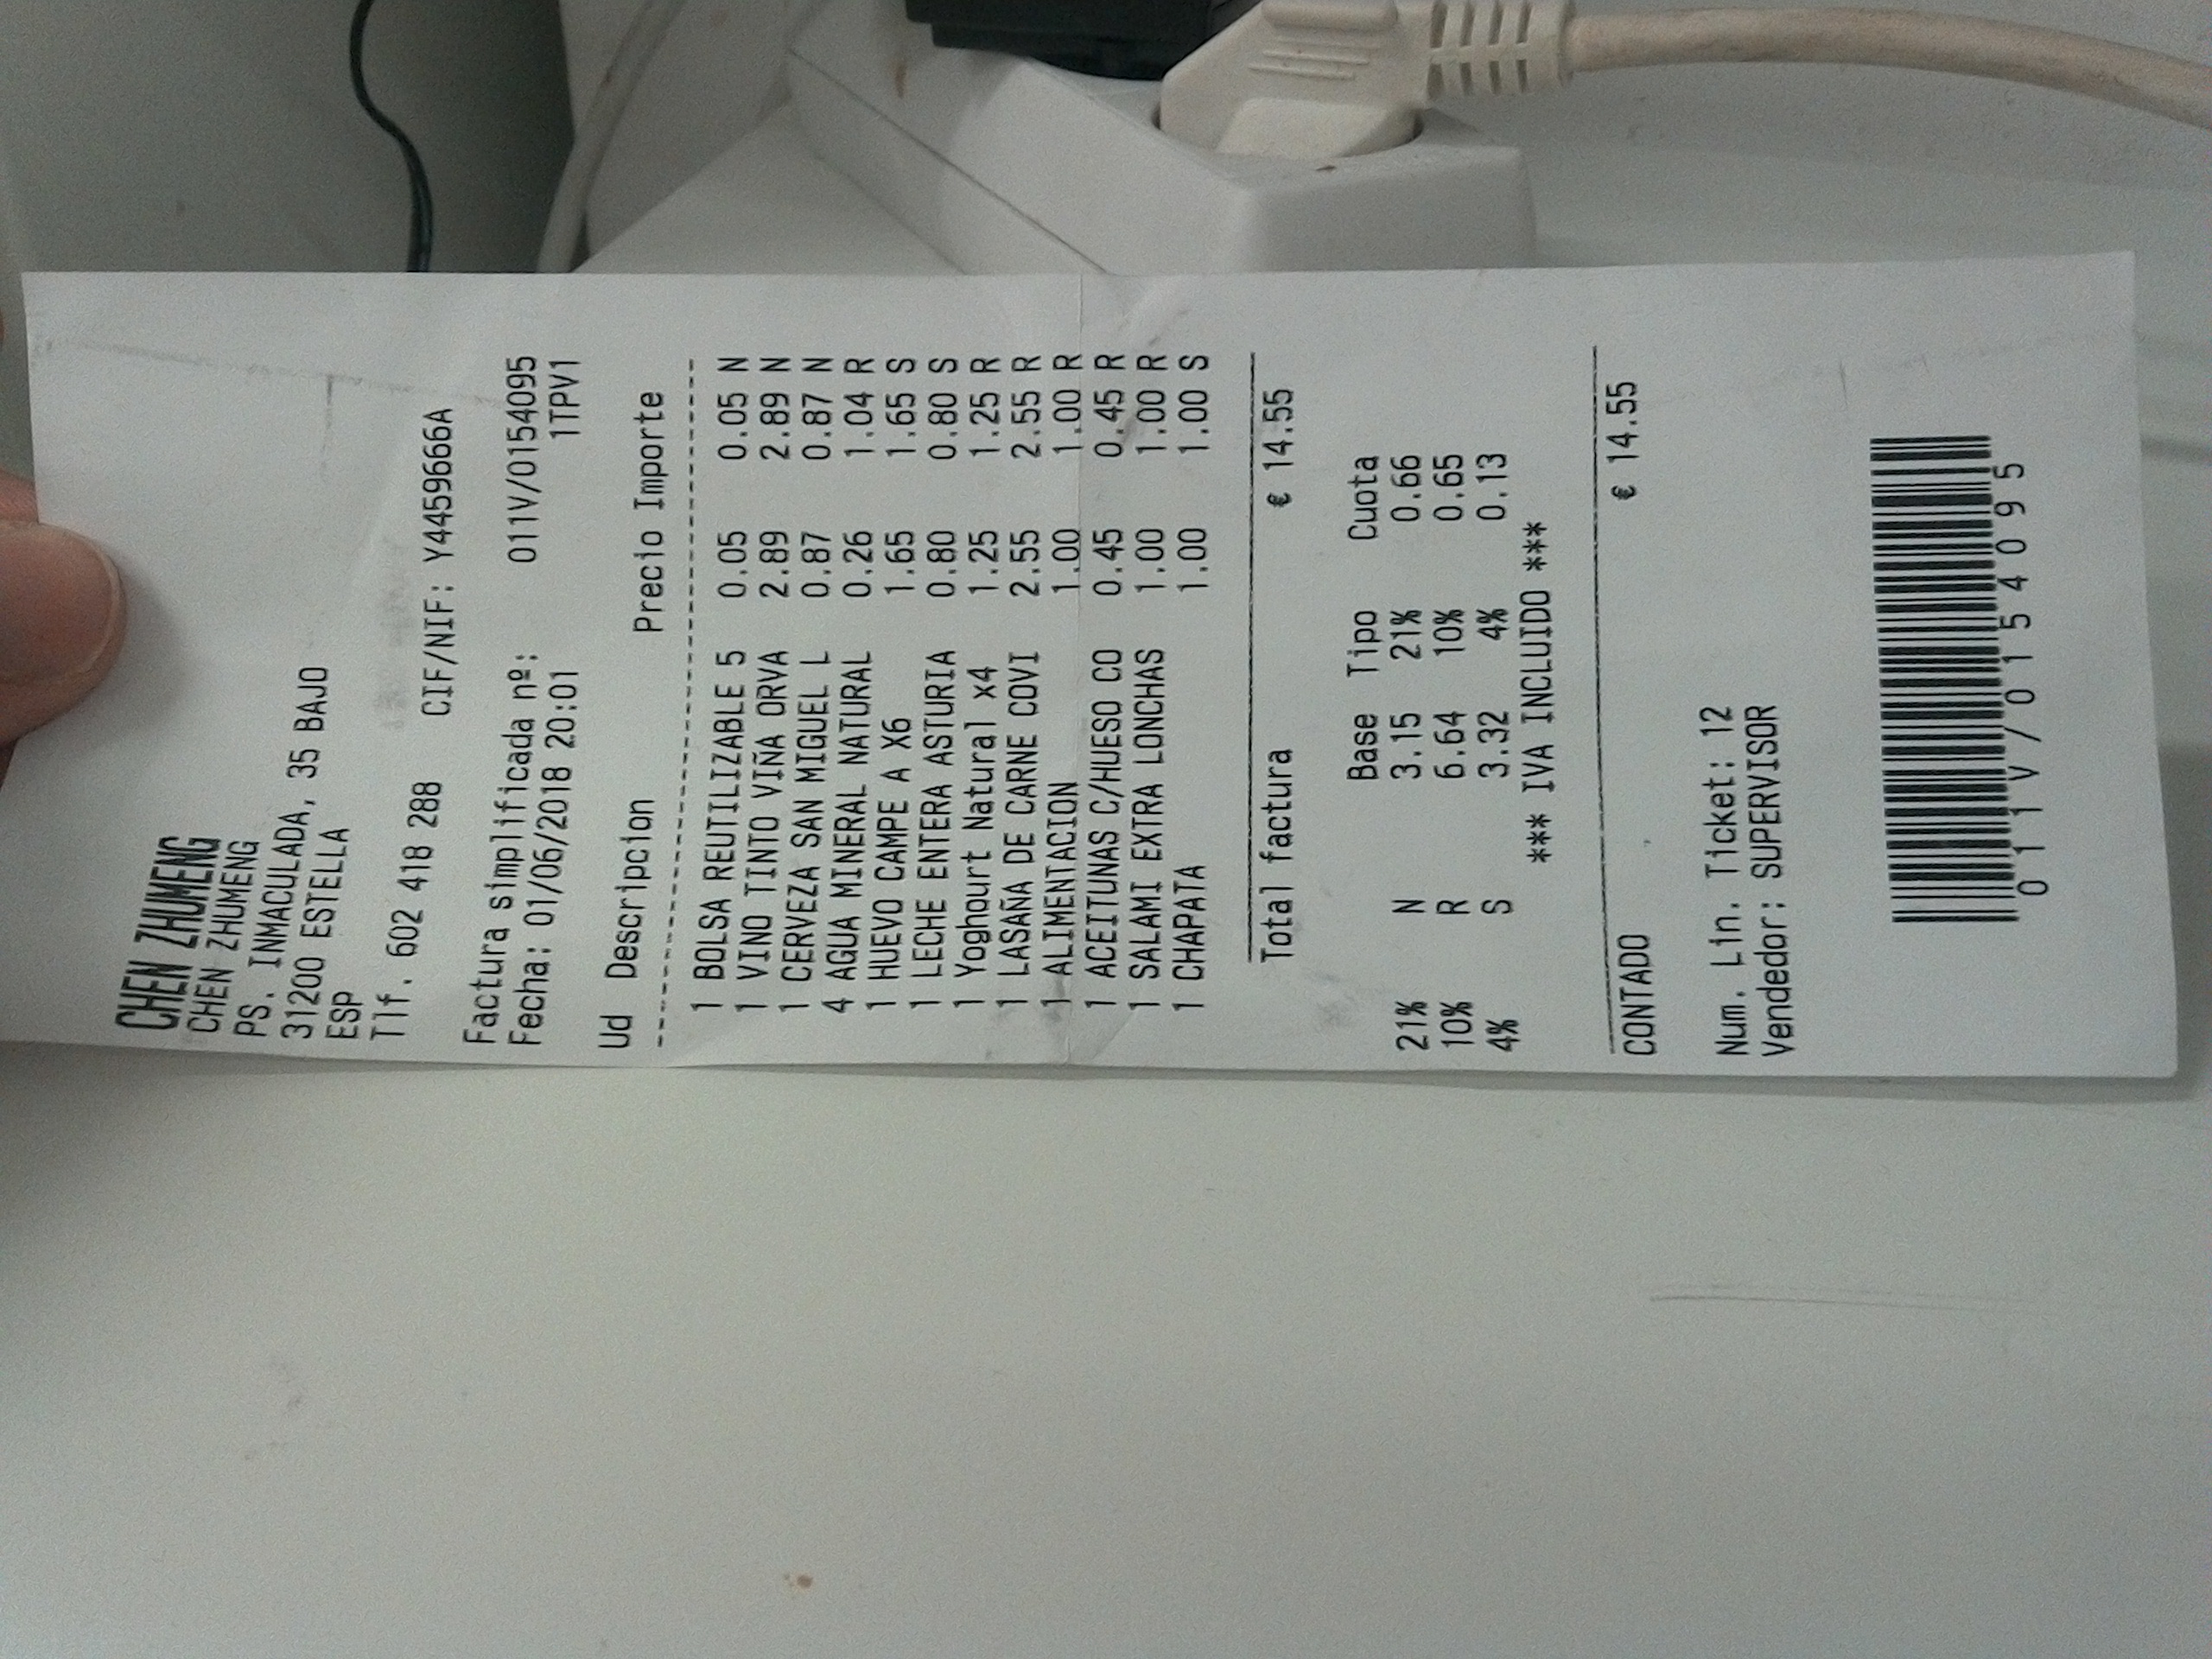 CHEN ZHUMENG
CHEN ZHUMENG
PS. INMACULADA, 35 BAJO
31200 ESTELLA
ESP
Tlf. 602 418 288 CIF/NIF: Y4459666A
Factura simplificada nº: 011V/0154095
Fecha: 01/06/2018 20:01 1TPV1
Ud Descripcion Precio Importe
1 BOLSA REUTILIZABLE 5 0.05 0.05 N
1 VINO TINTO VIÑA ORVA 2.89 2.89 N
1 CERVEZA SAN MIGUEL L 0.87 0.87 N
4 AGUA MINERAL NATURAL 0.26 1.04 R
1 HUEVO CAMPE A X6 1.65 1.65 S
1 LECHE ENTERA ASTURIA 0.80 0.80 S
1 Yoghourt Natural x4 1.25 1.25 R
1 LASAÑA DE CARNE COVI 2.55 2.55 R
1 ALIMENTACION 1.00 1.00 R
1 ACEITUNAS C/HUESO CO 0.45 0.45 R
1 SALAMI EXTRA LONCHAS 1.00 1.00 R
1 CHAPATA 1.00 1.00 S
Total factura € 14.55
Base Tipo Cuota
21% N 3.15 21% 0.66
10% R 6.64 10% 0.65
4% S 3.32 4% 0.13
*** IVA INCLUIDO ***
CONTADO € 14.55
Num. Lin. Ticket: 12
Vendedor: SUPERVISOR
011V/0154095